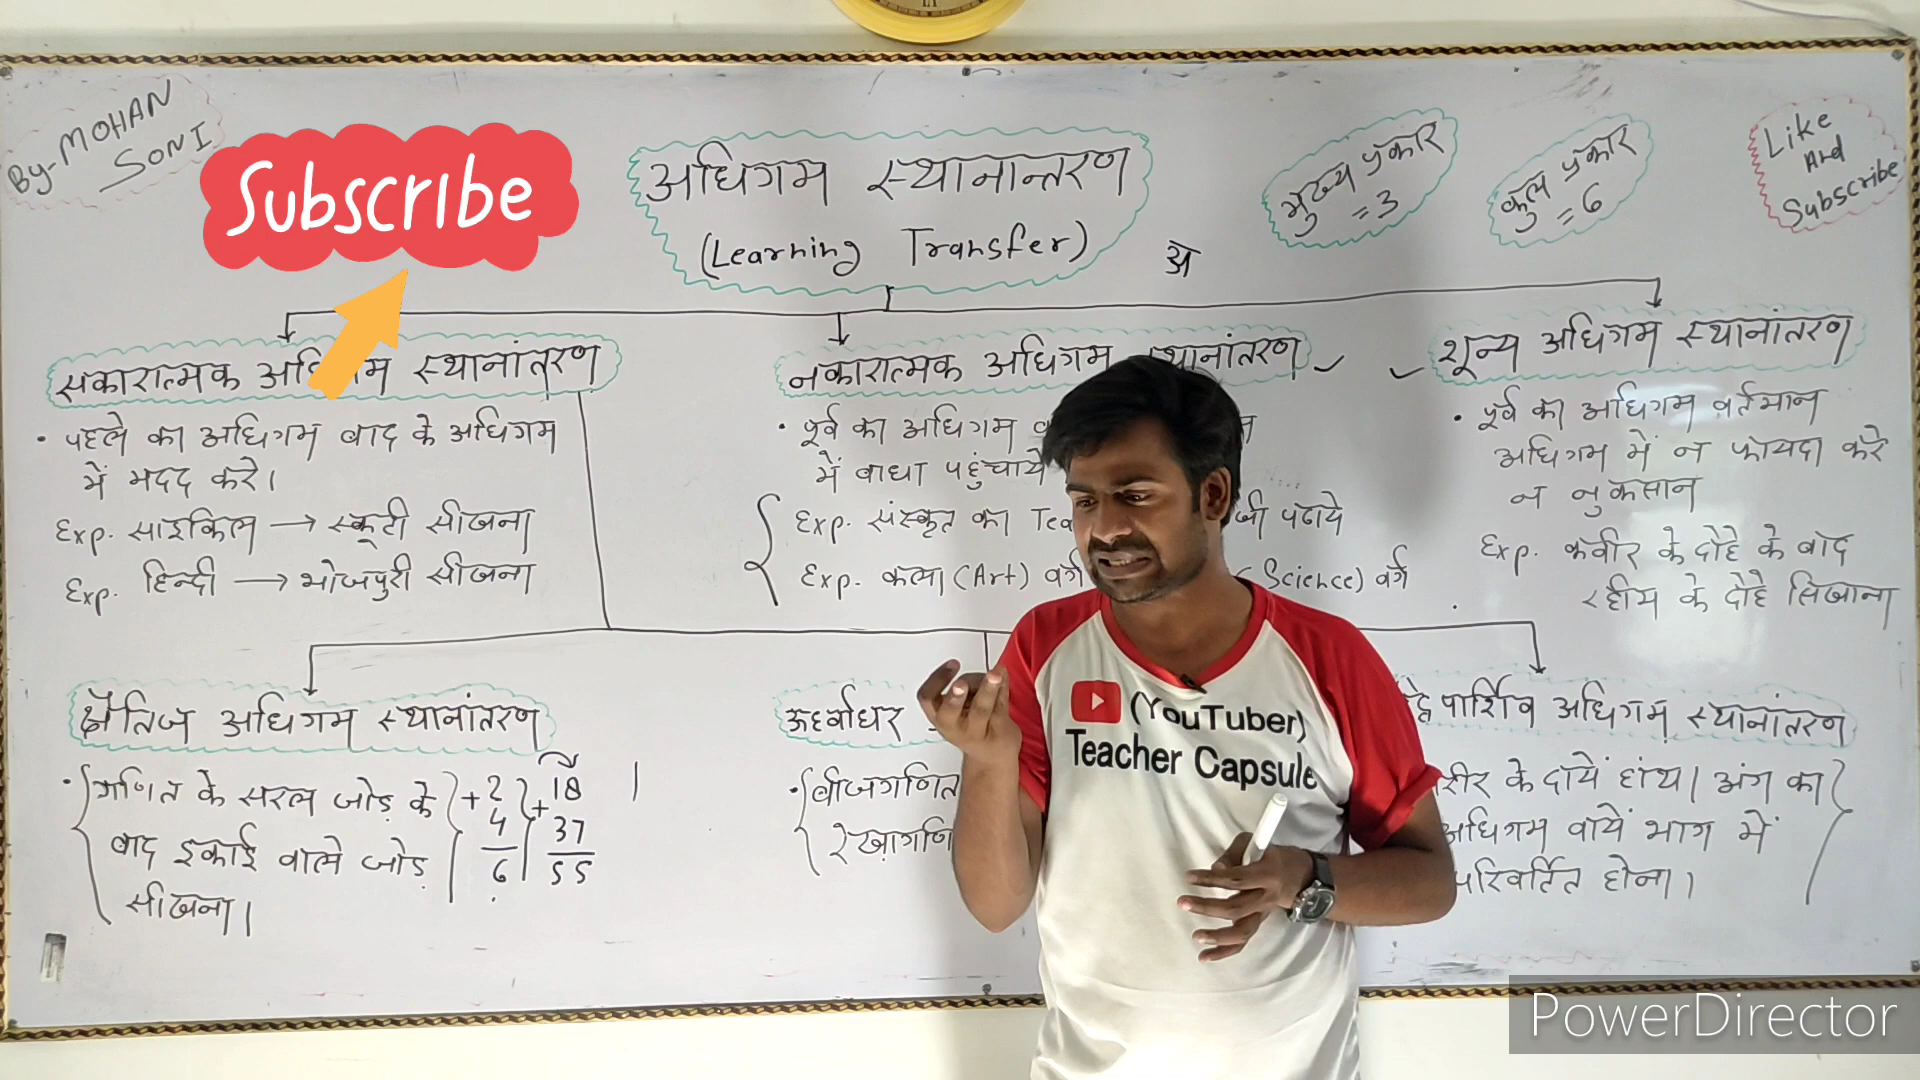 By- MOHAN
SONI
Subscribe
अधिगम स्थानान्तरण
(Learning Transfer)
अ
मुख्य प्रकार
= 3
कुल प्रकार
= 6
Like
And
Subscribe
सकारात्मक अधिगम स्थानांतरण
• पहले का अधिगम बाद के अधिगम
में मदद करे।
Exp. साइकिल → स्कूटी सीखना
Exp. हिन्दी → भोजपुरी सीखना
नकारात्मक अधिगम स्थानांतरण
• पूर्व का अधिगम
में बाधा पहुंचाये
Exp. संस्कृत का पढाये
Exp. कला (Art) वर्ग (Science) वर्ग
शून्य अधिगम स्थानांतरण
• पूर्व का अधिगम वर्तमान
अधिगम में न फायदा करे
न नुकसान
Exp. कबीर के दोहे के बाद
रहीम के दोहे सिखाना
क्षैतिज अधिगम स्थानांतरण
• गणित के सरल जोड़ के
बाद इकाई वाले जोड़
सीखना।
+ 2
4
6
18
+ 37
55
ऊर्ध्वाधर
• बीजगणित
रेखागणि
पार्श्विव अधिगम स्थानांतरण
के दायें हांथ। अंग का
अधिगम बायें भाग में
परिवर्तित होना।
(YouTuber)
Teacher Capsule
PowerDirector